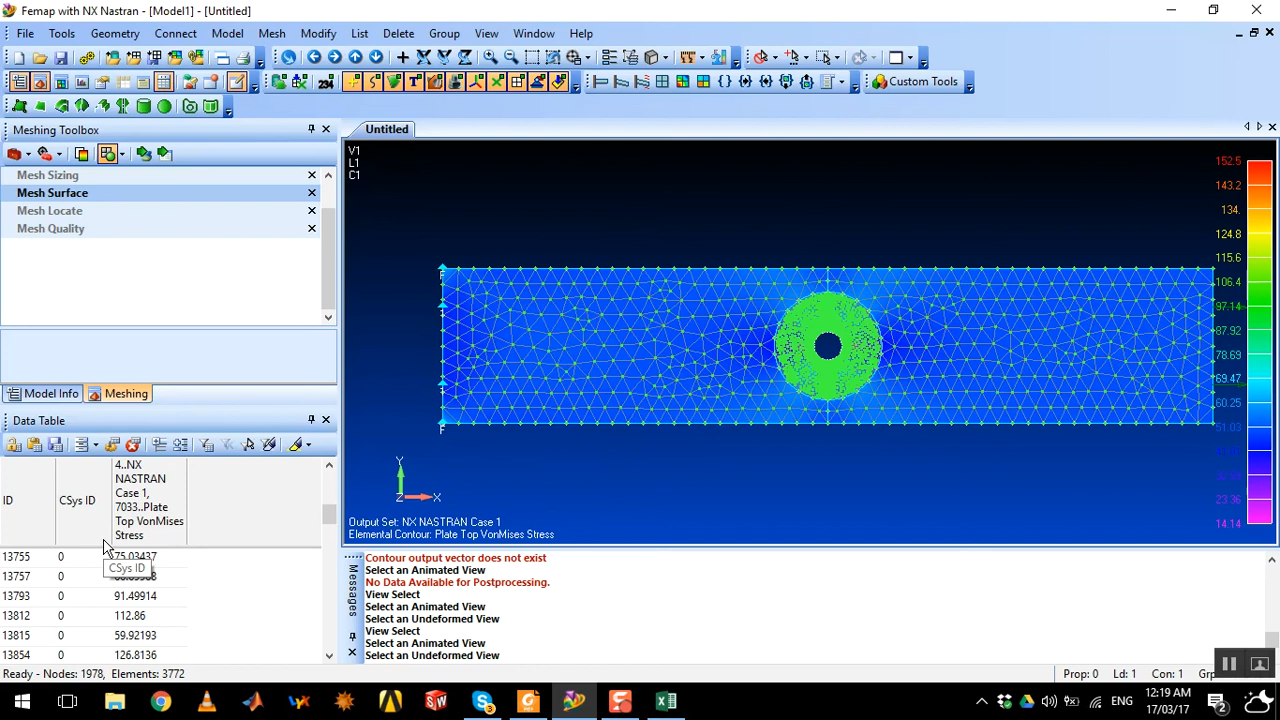 Femap with NX Nastran - [Model1] - [Untitled]
File Tools Geometry Connect Model Mesh Modify List Delete Group View Window Help
234
Custom Tools
Meshing Toolbox
Mesh Sizing
Mesh Surface
Mesh Locate
Mesh Quality
Model Info Meshing
Data Table
ID
CSys ID
4..NX
NASTRAN
Case 1,
7033..Plate
Top VonMises
Stress
13755 0 75.03437
13757 0
CSys ID
13793 0 91.49914
13812 0 112.86
13815 0 59.92193
13854 0 126.8136
Untitled
V1
L1
C1
F
F
Y
Z X
Output Set: NX NASTRAN Case 1
Elemental Contour: Plate Top VonMises Stress
152.5
143.2
134.
124.8
115.6
106.4
97.14
87.92
78.69
69.47
60.25
51.03
23.36
14.14
Messages
Contour output vector does not exist
Select an Animated View
No Data Available for Postprocessing.
View Select
Select an Animated View
Select an Undeformed View
View Select
Select an Animated View
Select an Undeformed View
Ready - Nodes: 1978, Elements: 3772
Prop: 0 Ld: 1 Con: 1 Grp
ENG
12:19 AM
17/03/17
2